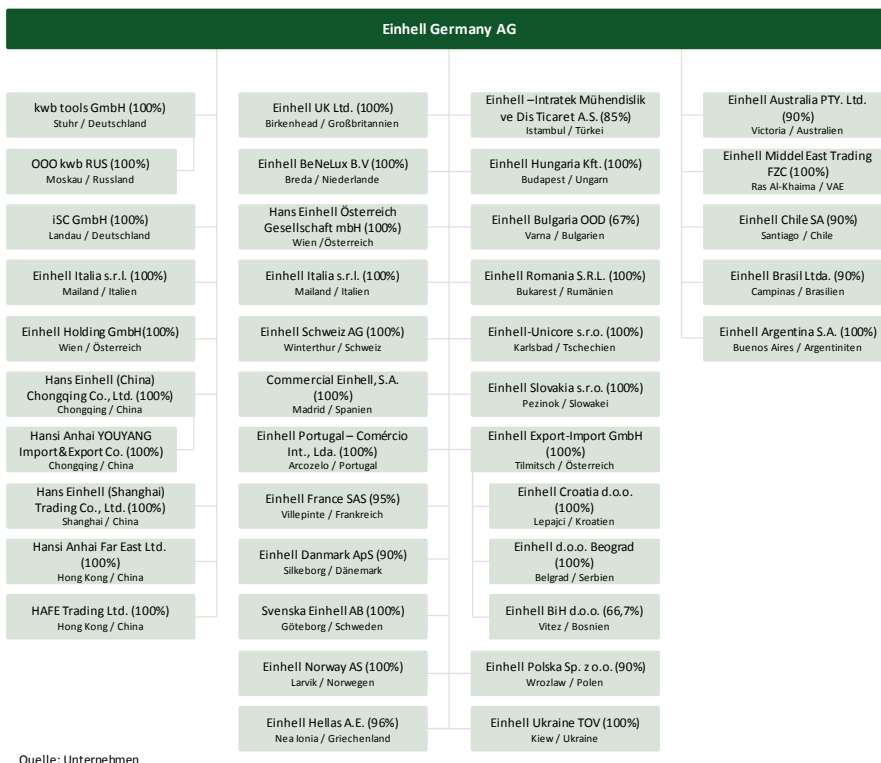 Einhell Germany AG
kwb tools GmbH (100%)
Stuhr / Deutschland
OOO kwb RUS (100%)
Moskau / Russland
iSC GmbH (100%)
Landau / Deutschland
Einhell Italia s.r.l. (100%)
Mailand / Italien
Einhell Holding GmbH(100%)
Wien / Österreich
Hans Einhell (China)
Chongqing Co., Ltd. (100%)
Chongqing / China
Hansi Anhai YOUYANG
Import&Export Co. (100%)
Chongqing / China
Hans Einhell (Shanghai)
Trading Co., Ltd. (100%)
Shanghai / China
Hansi Anhai Far East Ltd.
(100%)
Hong Kong / China
HAFE Trading Ltd. (100%)
Hong Kong / China
Einhell UK Ltd. (100%)
Birkenhead / Großbritannien
Einhell BeNeLux B.V (100%)
Breda / Niederlande
Hans Einhell Österreich
Gesellschaft mbH (100%)
Wien /Österreich
Einhell Italia s.r.l. (100%)
Mailand / Italien
Einhell Schweiz AG (100%)
Winterthur / Schweiz
Commercial Einhell, S.A.
(100%)
Madrid / Spanien
Einhell Portugal – Comércio
Int., Lda. (100%)
Arcozelo / Portugal
Einhell France SAS (95%)
Villepinte / Frankreich
Einhell Danmark ApS (90%)
Silkeborg / Dänemark
Svenska Einhell AB (100%)
Göteborg / Schweden
Einhell Norway AS (100%)
Larvik / Norwegen
Einhell Hellas A.E. (96%)
Nea Ionia / Griechenland
Einhell –Intratek Mühendislik
ve Dis Ticaret A.S. (85%)
Istambul / Türkei
Einhell Hungaria Kft. (100%)
Budapest / Ungarn
Einhell Bulgaria OOD (67%)
Varna / Bulgarien
Einhell Romania S.R.L. (100%)
Bukarest / Rumänien
Einhell-Unicore s.r.o. (100%)
Karlsbad / Tschechien
Einhell Slovakia s.r.o. (100%)
Pezinok / Slowakei
Einhell Export-Import GmbH
(100%)
Tilmitsch / Österreich
Einhell Croatia d.o.o.
(100%)
Lepajci / Kroatien
Einhell d.o.o. Beograd
(100%)
Belgrad / Serbien
Einhell BiH d.o.o. (66,7%)
Vitez / Bosnien
Einhell Polska Sp. z o.o. (90%)
Wrozlaw / Polen
Einhell Ukraine TOV (100%)
Kiew / Ukraine
Einhell Australia PTY. Ltd.
(90%)
Victoria / Australien
Einhell Middel East Trading
FZC (100%)
Ras Al-Khaima / VAE
Einhell Chile SA (90%)
Santiago / Chile
Einhell Brasil Ltda. (90%)
Campinas / Brasilien
Einhell Argentina S.A. (100%)
Buenos Aires / Argentiniten
Quelle: Unternehmen